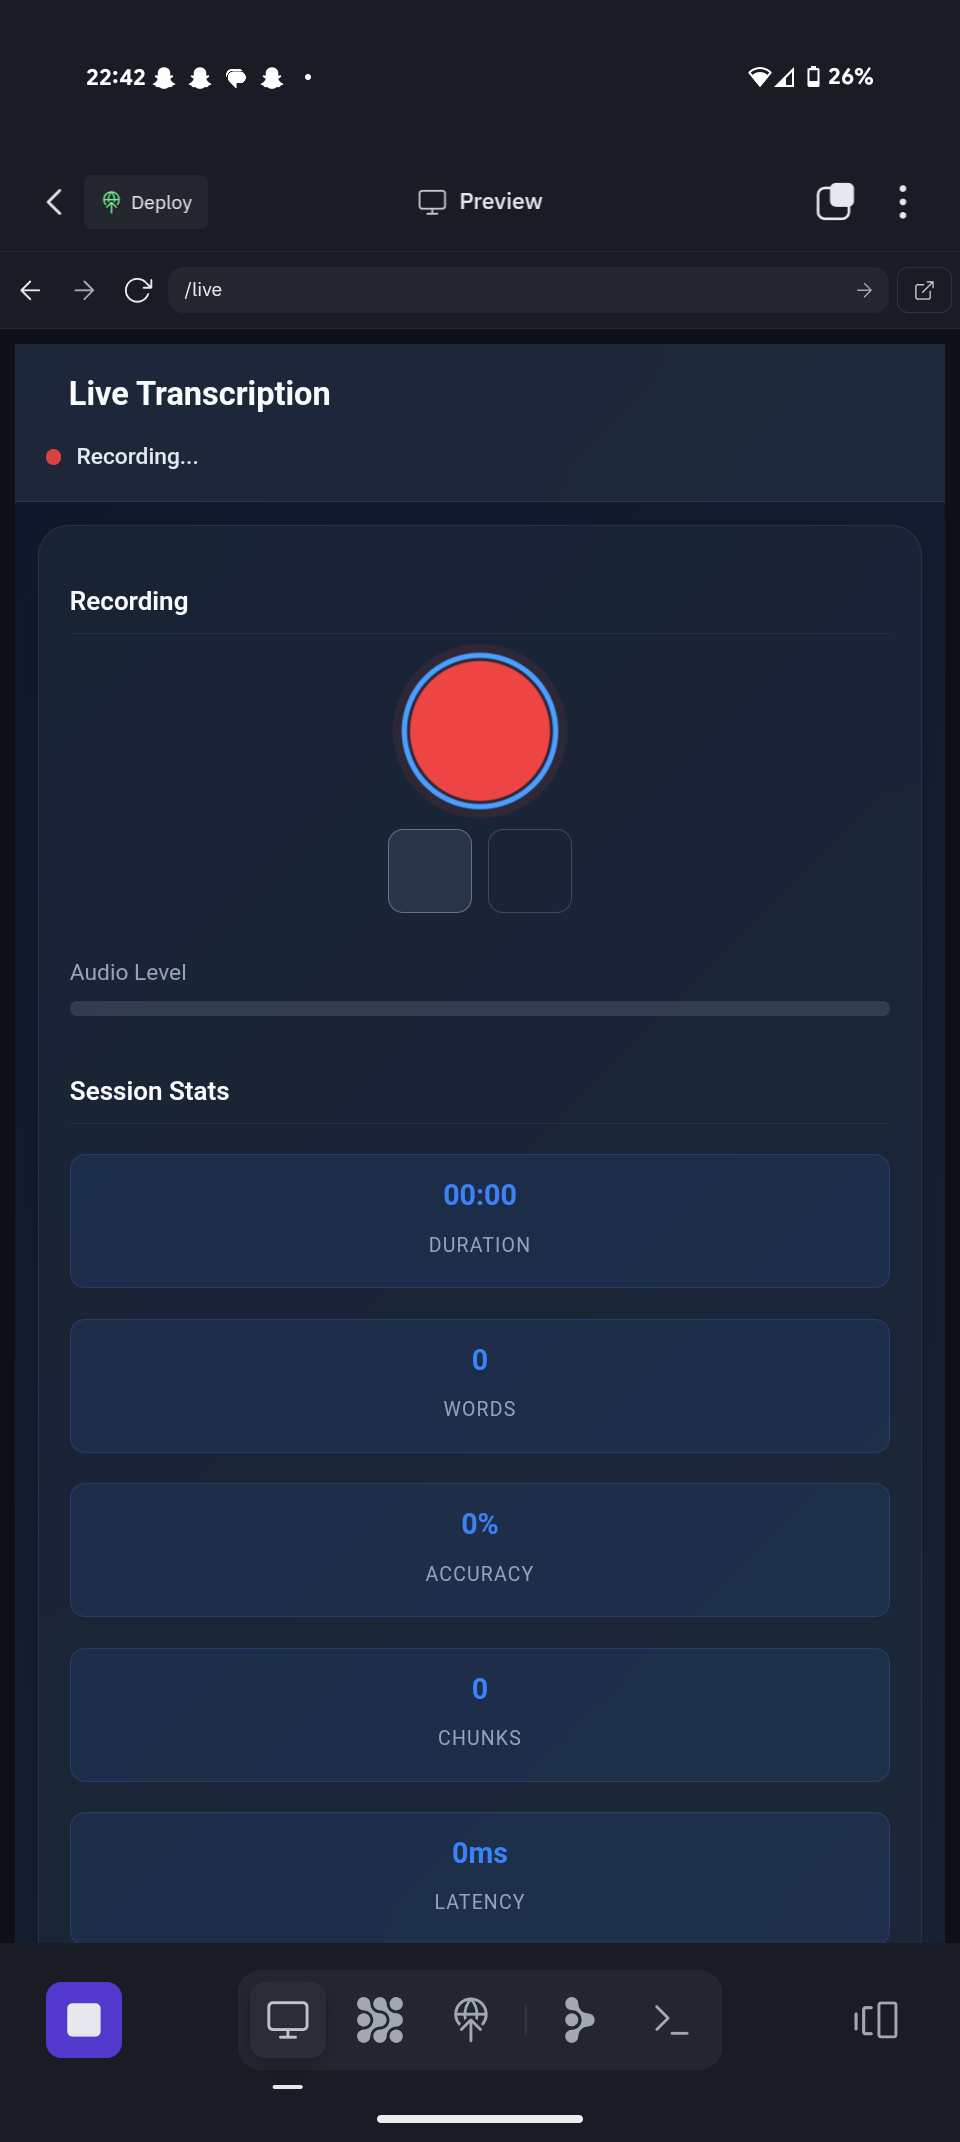 22:42 26%
Deploy Preview
/live
Live Transcription
Recording...
Recording
Audio Level
Session Stats
00:00
DURATION
0
WORDS
0%
ACCURACY
0
CHUNKS
0ms
LATENCY